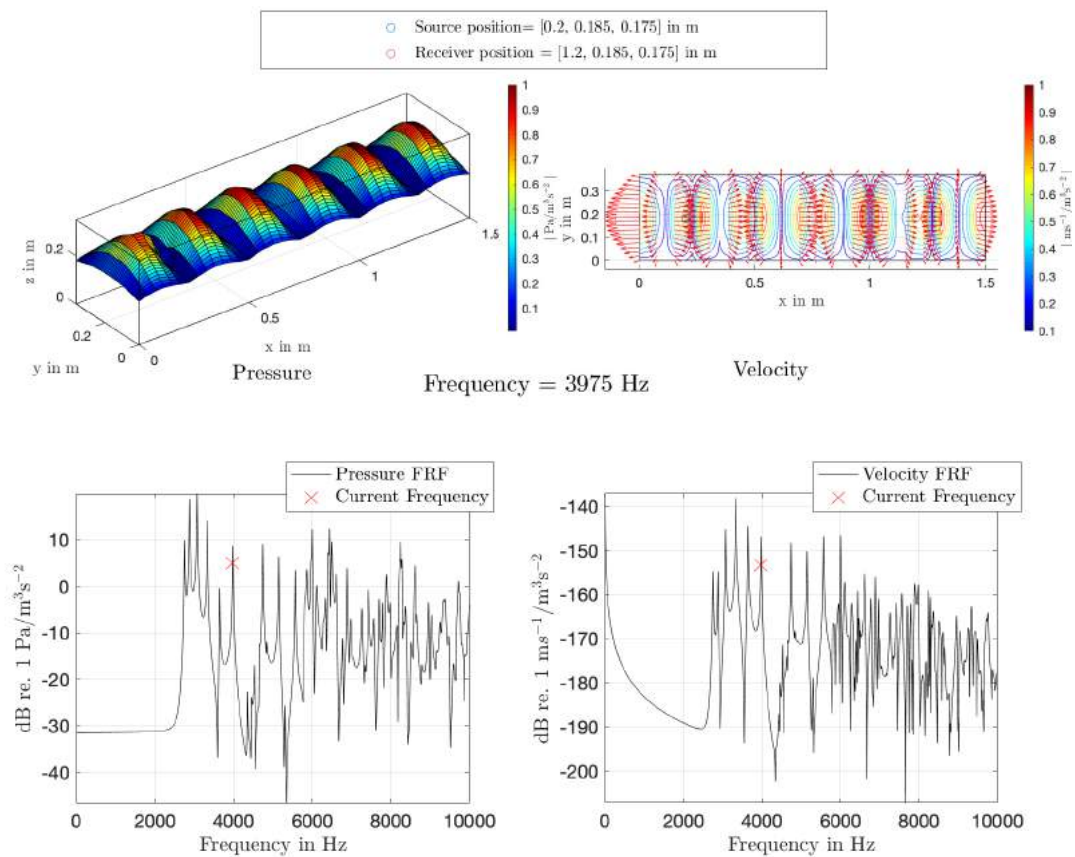 Source position= [0.2, 0.185, 0.175] in m
Receiver position = [1.2, 0.185, 0.175] in m
1
0.9
0.8
0.7
0.6
0.5
0.4
0.3
0.2
0.1
| Pa/m³s⁻² |
z in m
0.2
0
0.2
0
y in m
0
0.5
1
1.5
x in m
Pressure
y in m
0.3
0.2
0.1
0
0
0.5
1
1.5
x in m
Velocity
1
0.9
0.8
0.7
0.6
0.5
0.4
0.3
0.2
0.1
| ms⁻¹/m³s⁻² |
Frequency = 3975 Hz
Pressure FRF
Current Frequency
dB re. 1 Pa/m³s⁻²
10
0
-10
-20
-30
-40
0 2000 4000 6000 8000 10000
Frequency in Hz
Velocity FRF
Current Frequency
dB re. 1 ms⁻¹/m³s⁻²
-140
-150
-160
-170
-180
-190
-200
0 2000 4000 6000 8000 10000
Frequency in Hz